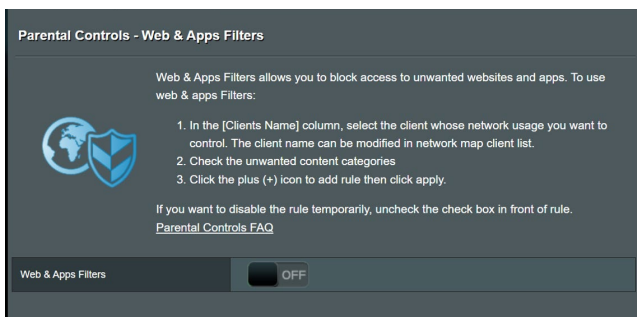 Parental Controls - Web & Apps Filters
Web & Apps Filters allows you to block access to unwanted websites and apps. To use
web & apps Filters:
1. In the [Clients Name] column, select the client whose network usage you want to
control. The client name can be modified in network map client list.
2. Check the unwanted content categories
3. Click the plus (+) icon to add rule then click apply.
If you want to disable the rule temporarily, uncheck the check box in front of rule.
Parental Controls FAQ
Web & Apps Filters
OFF